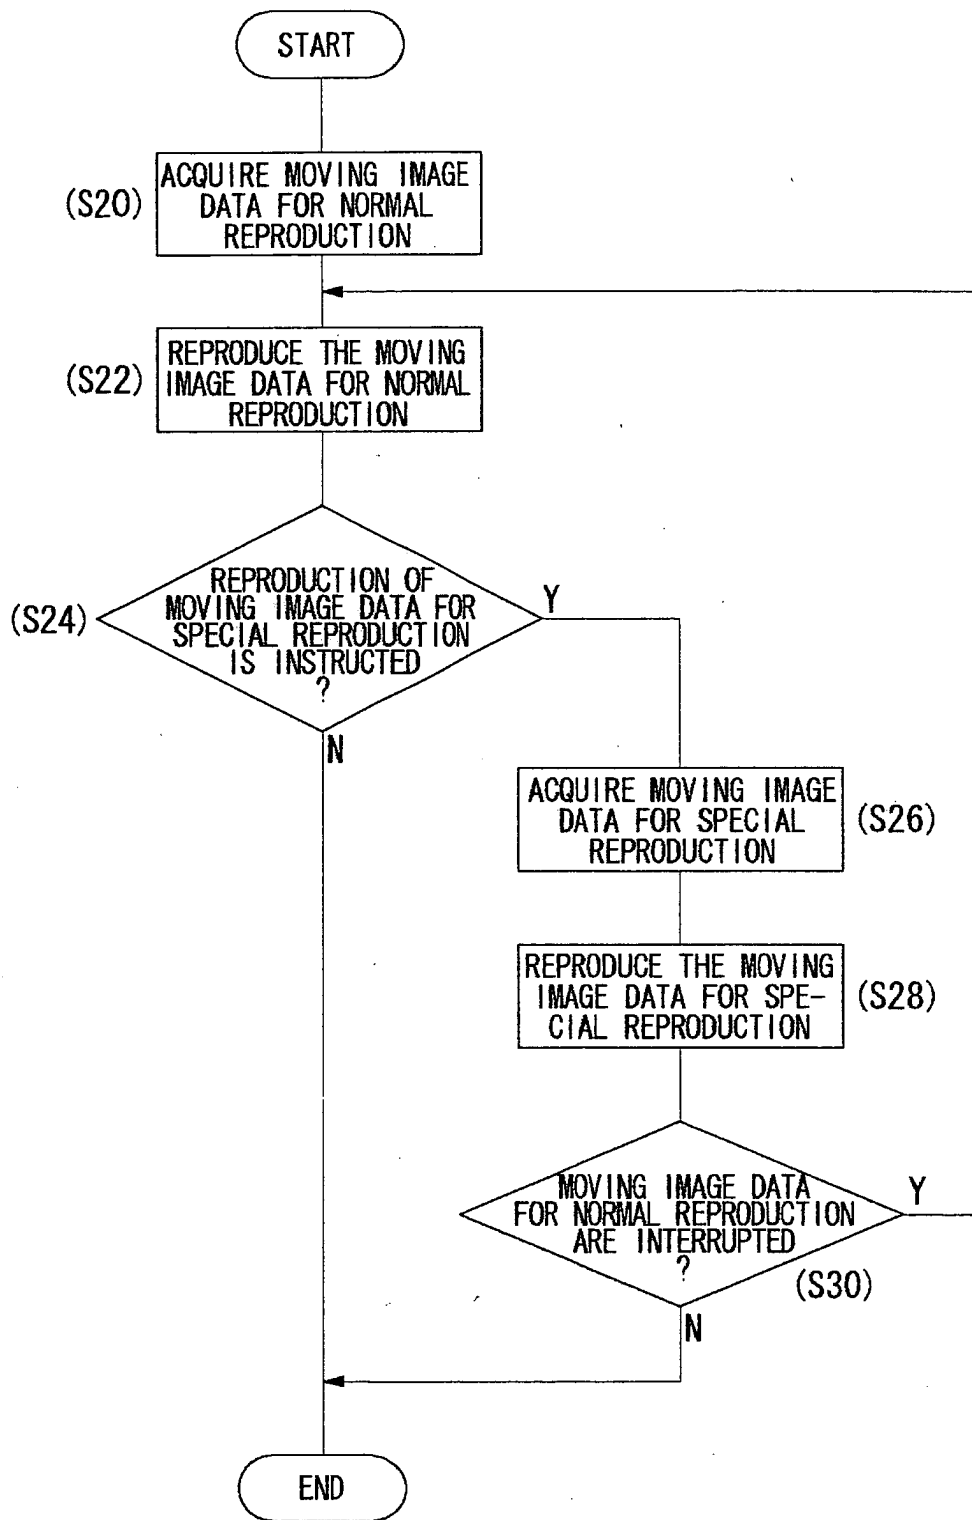 START
(S20)
ACQUIRE MOVING IMAGE
DATA FOR NORMAL
REPRODUCTION
(S22)
REPRODUCE THE MOVING
IMAGE DATA FOR NORMAL
REPRODUCTION
(S24)
REPRODUCTION OF
MOVING IMAGE DATA FOR
SPECIAL REPRODUCTION
IS INSTRUCTED
?
Y
N
ACQUIRE MOVING IMAGE
DATA FOR SPECIAL
REPRODUCTION
(S26)
REPRODUCE THE MOVING
IMAGE DATA FOR SPE-
CIAL REPRODUCTION
(S28)
MOVING IMAGE DATA
FOR NORMAL REPRODUCTION
ARE INTERRUPTED
?
Y
(S30)
N
END